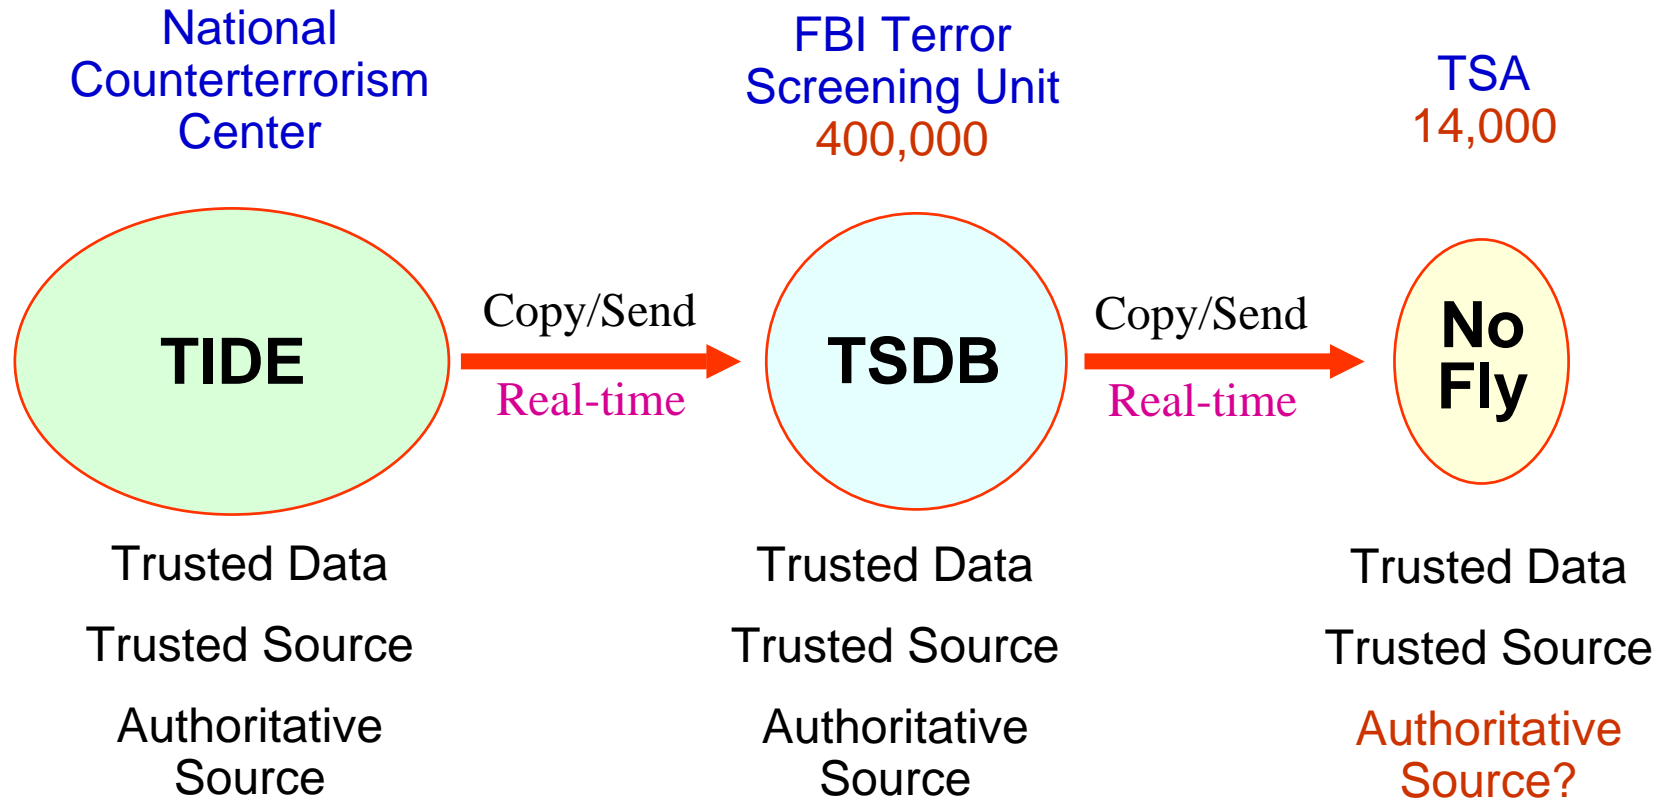 National
Counterterrorism
Center
FBI Terror
Screening Unit
400,000
TSA
14,000
TIDE
Copy/Send
Real-time
TSDB
Copy/Send
Real-time
No
Fly
Trusted Data
Trusted Source
Authoritative
Source
Trusted Data
Trusted Source
Authoritative
Source
Trusted Data
Trusted Source
Authoritative
Source?